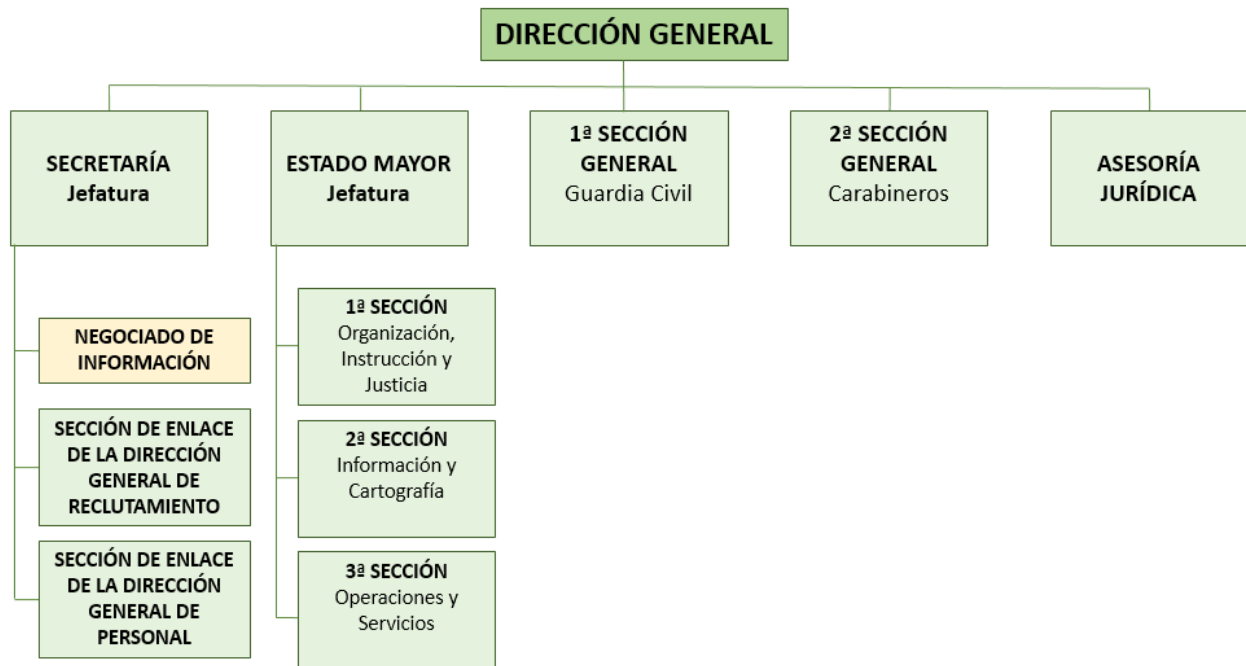 DIRECCIÓN GENERAL
SECRETARÍA
Jefatura
ESTADO MAYOR
Jefatura
1ª SECCIÓN
GENERAL
Guardia Civil
2ª SECCIÓN
GENERAL
Carabineros
ASESORÍA
JURÍDICA
NEGOCIADO DE
INFORMACIÓN
SECCIÓN DE ENLACE
DE LA DIRECCIÓN
GENERAL DE
RECLUTAMIENTO
SECCIÓN DE ENLACE
DE LA DIRECCIÓN
GENERAL DE
PERSONAL
1ª SECCIÓN
Organización,
Instrucción y
Justicia
2ª SECCIÓN
Información y
Cartografía
3ª SECCIÓN
Operaciones y
Servicios